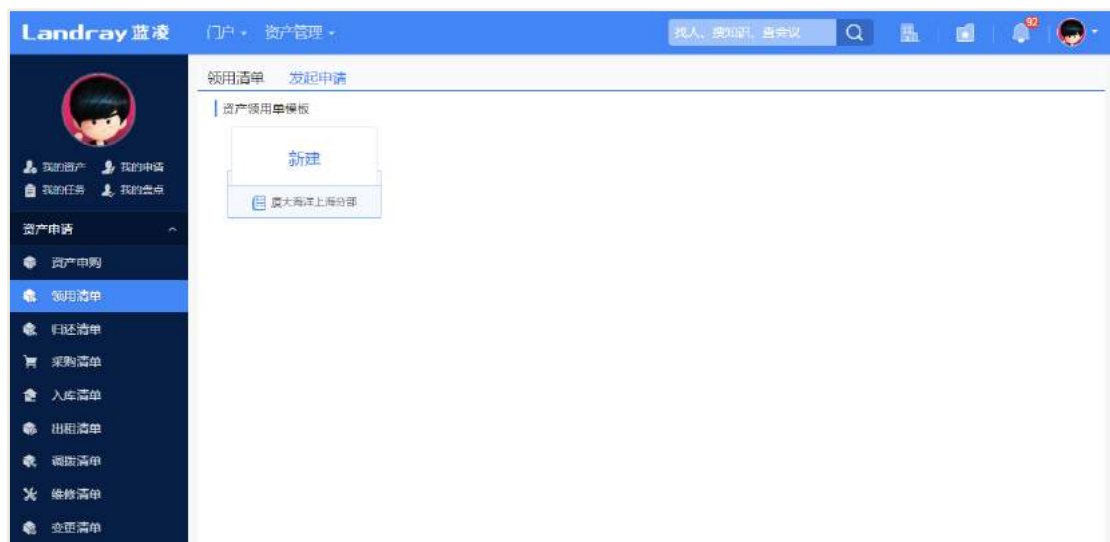 Landray 蓝凌 门户 资产管理 找人、搜知识、查会议 92
领用清单 发起申请
资产领用单模板
新建
厦大海洋上海分部
我的资产 我的申请
我的任务 我的盘点
资产申请
资产申购
领用清单
归还清单
采购清单
入库清单
出租清单
调拨清单
维修清单
变更清单